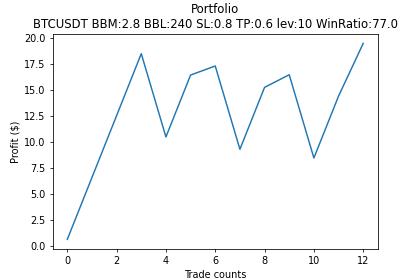 Portfolio
BTCUSDT BBM:2.8 BBL:240 SL:0.8 TP:0.6 lev:10 WinRatio:77.0
20.0
17.5
15.0
12.5
10.0
7.5
5.0
2.5
0.0
Profit ($)
0 2 4 6 8 10 12
Trade counts